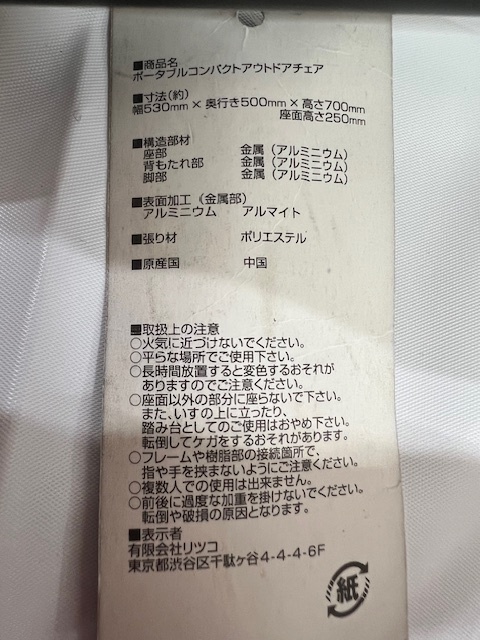 ■商品名
ポータブルコンパクトアウトドアチェア
■寸法(約)
幅530mm×奥行き500mm×高さ700mm
座面高さ250mm
■構造部材
座部 金属(アルミニウム)
背もたれ部 金属(アルミニウム)
脚部 金属(アルミニウム)
■表面加工(金属部)
アルミニウム アルマイト
■張り材 ポリエステル
■原産国 中国
■取扱上の注意
○火気に近づけないでください。
○平らな場所でご使用下さい。
○長時間放置すると変色するおそれが
ありますのでご注意ください。
○座面以外の部分に座らないで下さい。
また、いすの上に立ったり、
踏み台としてのご使用はおやめ下さい。
転倒してケガをするおそれがあります。
○フレームや樹脂部の接続箇所で、
指や手を挟まないようにご注意ください。
○複数人での使用は出来ません。
○前後に過度な加重を掛けないでください。
転倒や破損の原因となります。
■表示者
有限会社リツコ
東京都渋谷区千駄ヶ谷4-4-4-6F
紙